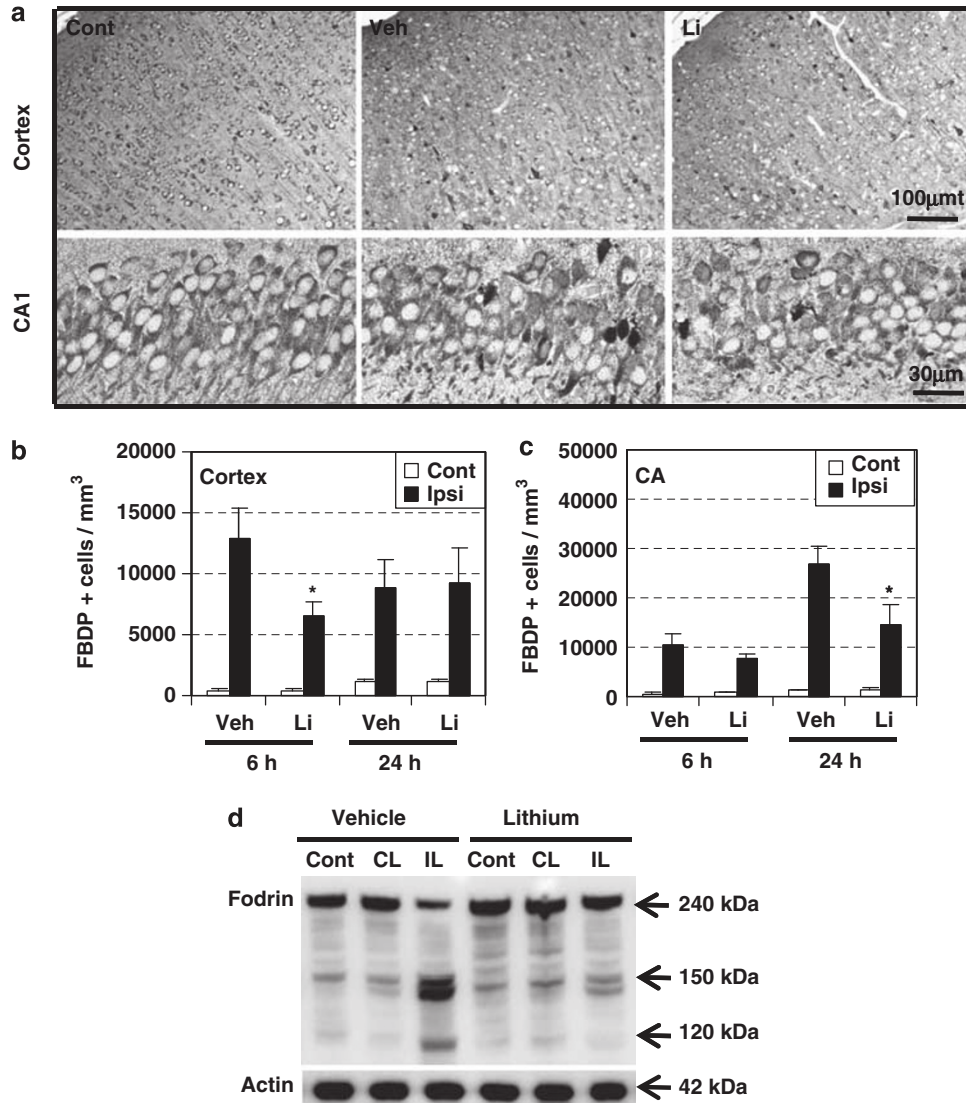 a
Cont Veh Li
Cortex
100μmt
CA1
30μm
b
20000
15000
10000
5000
0
FBDP + cells / mm³
Cortex
Cont
Ipsi
*
Veh Li Veh Li
6 h 24 h
c
50000
40000
30000
20000
10000
0
FBDP + cells / mm³
CA
Cont
Ipsi
*
Veh Li Veh Li
6 h 24 h
d
Vehicle Lithium
Cont CL IL Cont CL IL
Fodrin
240 kDa
150 kDa
120 kDa
Actin
42 kDa